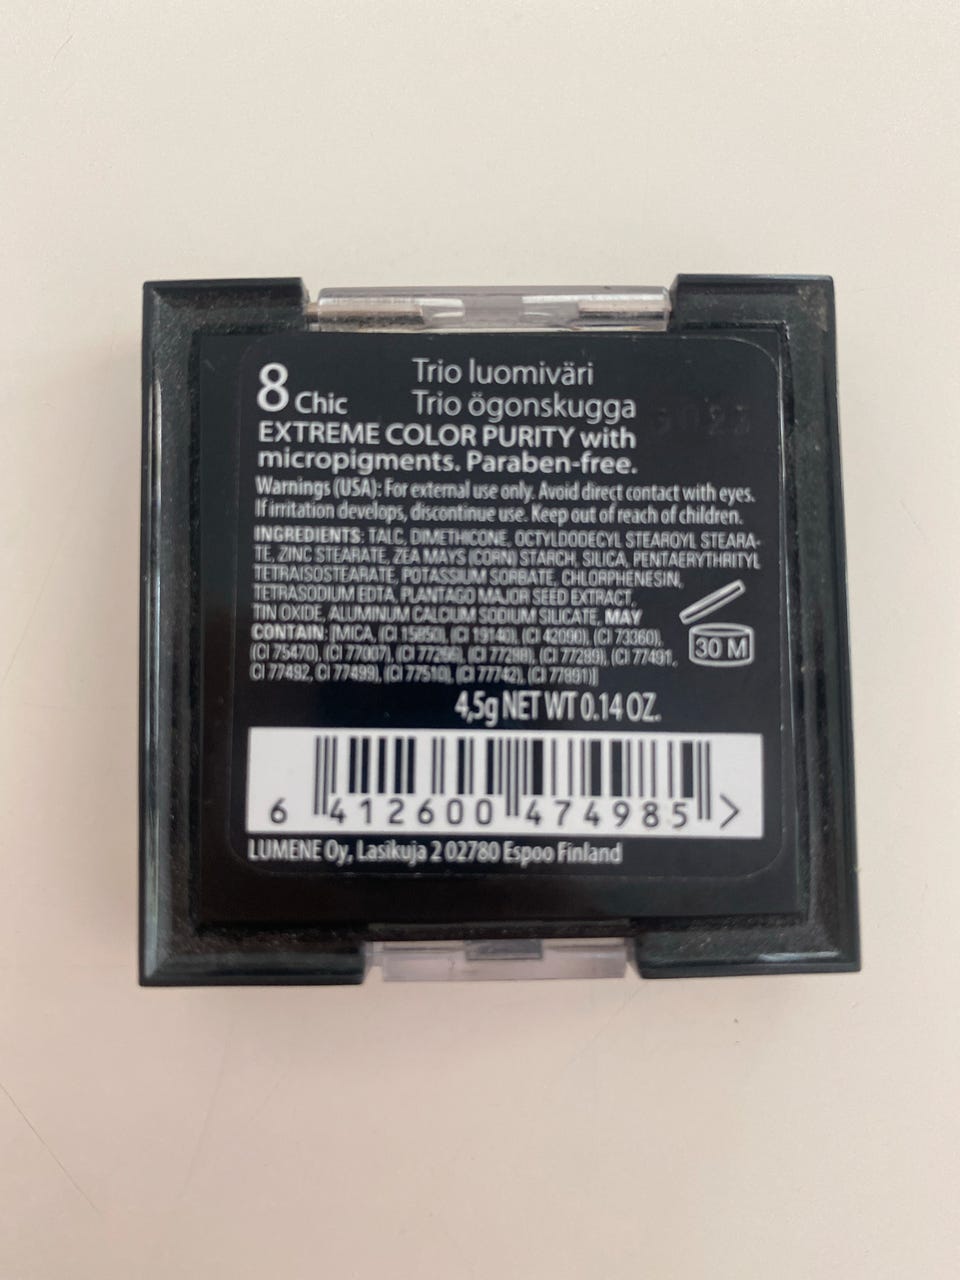 8 Chic
Trio luomiväri
Trio ögonskugga
EXTREME COLOR PURITY with
micropigments. Paraben-free.
Warnings (USA): For external use only. Avoid direct contact with eyes.
If irritation develops, discontinue use. Keep out of reach of children.
INGREDIENTS: TALC, DIMETHICONE, OCTYLDODECYL STEAROYL STEARA-
TE, ZINC STEARATE, ZEA MAYS (CORN) STARCH, SILICA, PENTAERYTHRITYL
TETRAISOSTEARATE, POTASSIUM SORBATE, CHLORPHENESIN,
TETRASODIUM EDTA, PLANTAGO MAJOR SEED EXTRACT,
TIN OXIDE, ALUMINUM CALCIUM SODIUM SILICATE, MAY
CONTAIN: [MICA, (CI 15850), (CI 19140), (CI 42090), (CI 73360),
(CI 75470), (CI 77007), (CI 77266), (CI 77288), (CI 77289), (CI 77491,
CI 77492, CI 77499), (CI 77510), (CI 77742), (CI 77891)]
30 M
4,5g NET WT 0.14 OZ.
6 412600 474985 >
LUMENE Oy, Lasikuja 2 02780 Espoo Finland